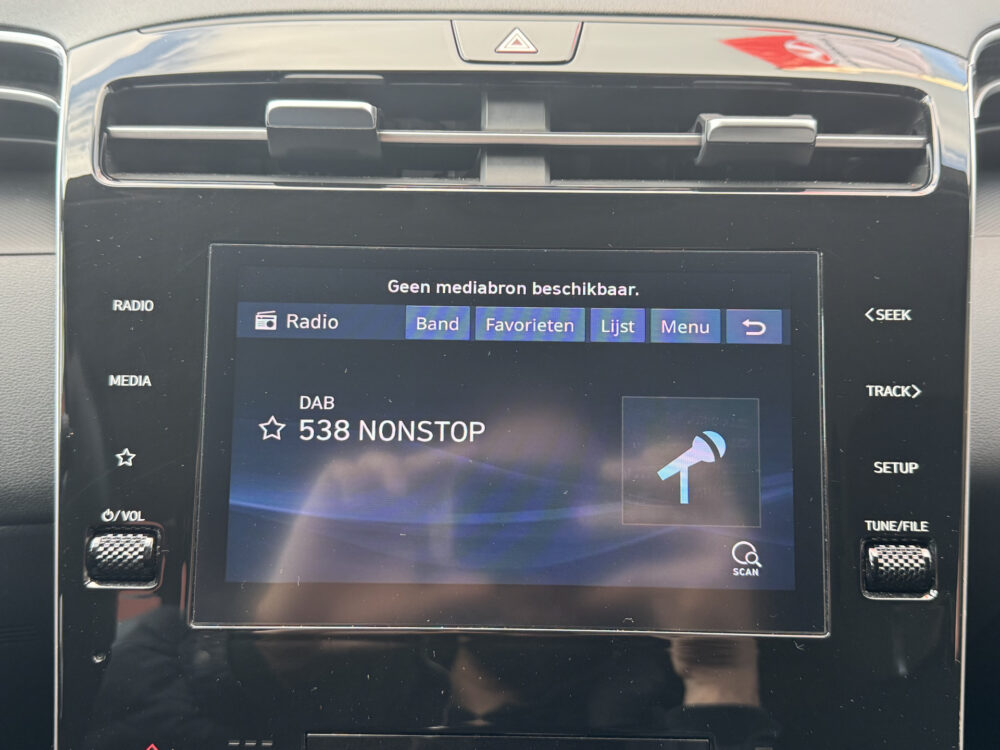 Geen mediabron beschikbaar.
Radio Band Favorieten Lijst Menu
RADIO
MEDIA
⏻/VOL
DAB
538 NONSTOP
SCAN
<SEEK
TRACK>
SETUP
TUNE/FILE